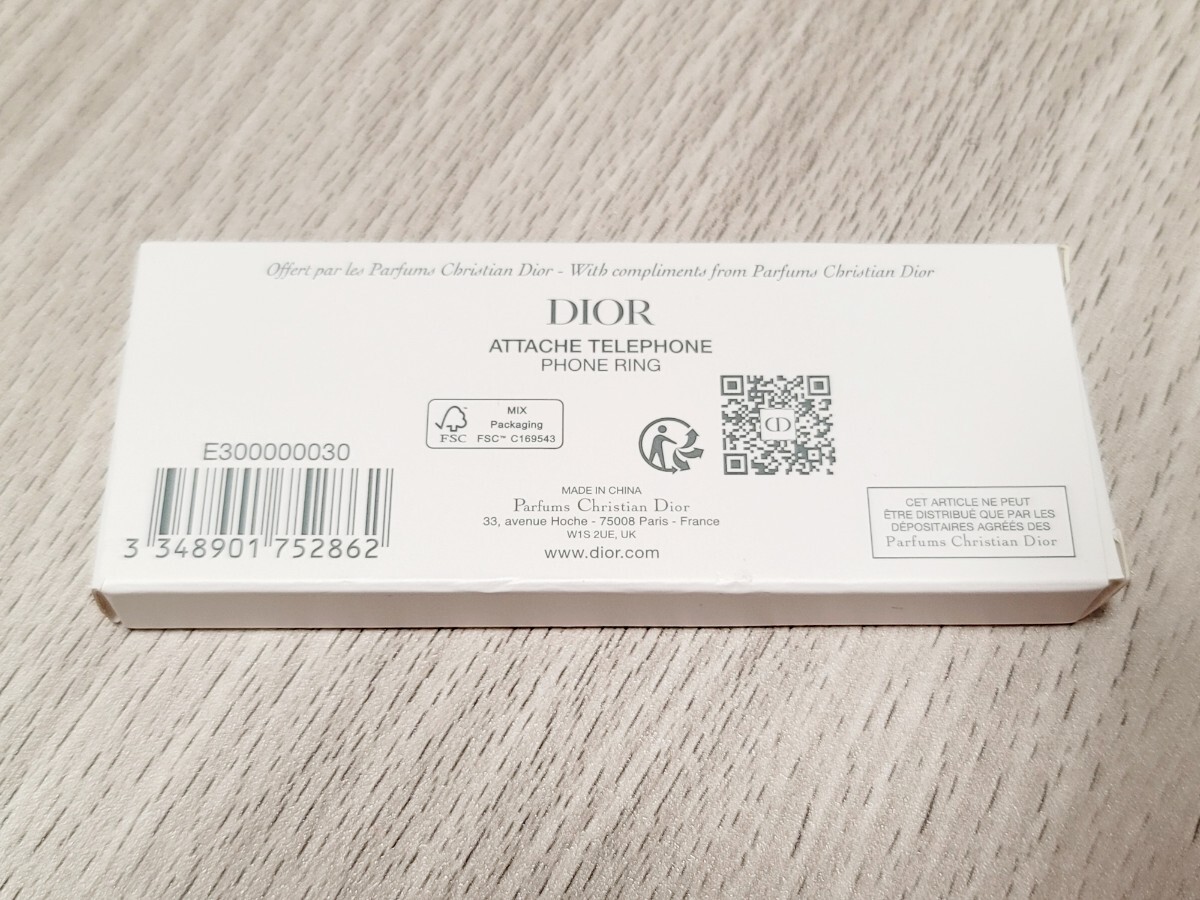 Offert par les Parfums Christian Dior - With compliments from Parfums Christian Dior
DIOR
ATTACHE TELEPHONE
PHONE RING
MIX
Packaging
FSC FSC™ C169543
CD
E300000030
3 348901 752862
MADE IN CHINA
Parfums Christian Dior
33, avenue Hoche - 75008 Paris - France
W1S 2UE, UK
www.dior.com
CET ARTICLE NE PEUT
ÊTRE DISTRIBUÉ QUE PAR LES
DÉPOSITAIRES AGRÉÉS DES
Parfums Christian Dior